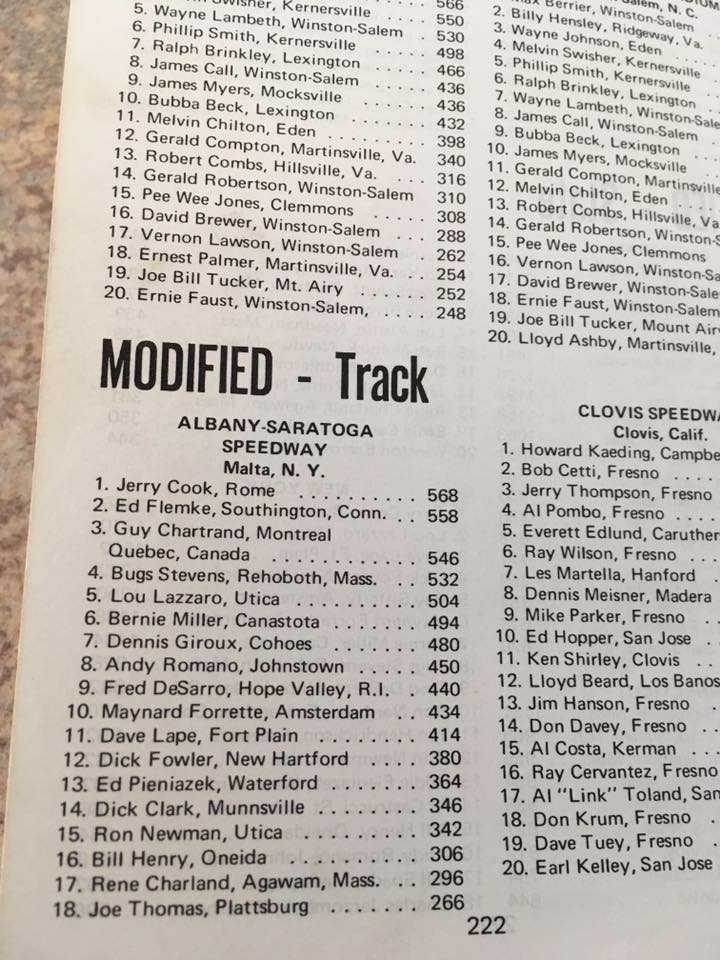 Swisher, Kernersville . . . . . 566
5. Wayne Lambeth, Winston-Salem . 550
6. Phillip Smith, Kernersville . . . . . 530
7. Ralph Brinkley, Lexington . . . . . 498
8. James Call, Winston-Salem . . . . . 466
9. James Myers, Mocksville . . . . . 436
10. Bubba Beck, Lexington . . . . . . . 436
11. Melvin Chilton, Eden . . . . . . . . . 432
12. Gerald Compton, Martinsville, Va. 398
13. Robert Combs, Hillsville, Va. . . . . 340
14. Gerald Robertson, Winston-Salem 316
15. Pee Wee Jones, Clemmons . . . . . 310
16. David Brewer, Winston-Salem . . . 308
17. Vernon Lawson, Winston-Salem . 288
18. Ernest Palmer, Martinsville, Va. . . 262
19. Joe Bill Tucker, Mt. Airy . . . . . . 254
20. Ernie Faust, Winston-Salem, . . . . 252
248
MODIFIED - Track
ALBANY-SARATOGA
SPEEDWAY
Malta, N. Y.
1. Jerry Cook, Rome . . . . . . . . . . 568
2. Ed Flemke, Southington, Conn. . . 558
3. Guy Chartrand, Montreal
Quebec, Canada . . . . . . . . . . . . 546
4. Bugs Stevens, Rehoboth, Mass. . . 532
5. Lou Lazzaro, Utica . . . . . . . . . . 504
6. Bernie Miller, Canastota . . . . . . 494
7. Dennis Giroux, Cohoes . . . . . . . 480
8. Andy Romano, Johnstown . . . . . 450
9. Fred DeSarro, Hope Valley, R.I. . 440
10. Maynard Forrette, Amsterdam . . 434
11. Dave Lape, Fort Plain . . . . . . . . 414
12. Dick Fowler, New Hartford . . . . 380
13. Ed Pieniazek, Waterford . . . . . . 364
14. Dick Clark, Munnsville . . . . . . . 346
15. Ron Newman, Utica . . . . . . . . . 342
16. Bill Henry, Oneida . . . . . . . . . . 306
17. Rene Charland, Agawam, Mass. . . 296
18. Joe Thomas, Plattsburg . . . . . . . 266
Salem, N. C.
Berrier, Winston-Salem
2. Billy Hensley, Ridgeway, Va.
3. Wayne Johnson, Eden
4. Melvin Swisher, Kernersville
5. Phillip Smith, Kernersville
6. Ralph Brinkley, Lexington
7. Wayne Lambeth, Winston-Sale
8. James Call, Winston-Salem
9. Bubba Beck, Lexington . . .
10. James Myers, Mocksville
11. Gerald Compton, Martinsville
12. Melvin Chilton, Eden . . . .
13. Robert Combs, Hillsville, Va
14. Gerald Robertson, Winston-S
15. Pee Wee Jones, Clemmons
16. Vernon Lawson, Winston-Sa
17. David Brewer, Winston-Salem
18. Ernie Faust, Winston-Salem
19. Joe Bill Tucker, Mount Airy
20. Lloyd Ashby, Martinsville,
CLOVIS SPEEDWA
Clovis, Calif.
1. Howard Kaeding, Campbe
2. Bob Cetti, Fresno . . . .
3. Jerry Thompson, Fresno
4. Al Pombo, Fresno . . . .
5. Everett Edlund, Caruther
6. Ray Wilson, Fresno . . . .
7. Les Martella, Hanford .
8. Dennis Meisner, Madera
9. Mike Parker, Fresno . .
10. Ed Hopper, San Jose .
11. Ken Shirley, Clovis . . .
12. Lloyd Beard, Los Banos
13. Jim Hanson, Fresno .
14. Don Davey, Fresno . .
15. Al Costa, Kerman . . .
16. Ray Cervantez, Fresno
17. Al "Link" Toland, San
18. Don Krum, Fresno .
19. Dave Tuey, Fresno .
20. Earl Kelley, San Jose
222